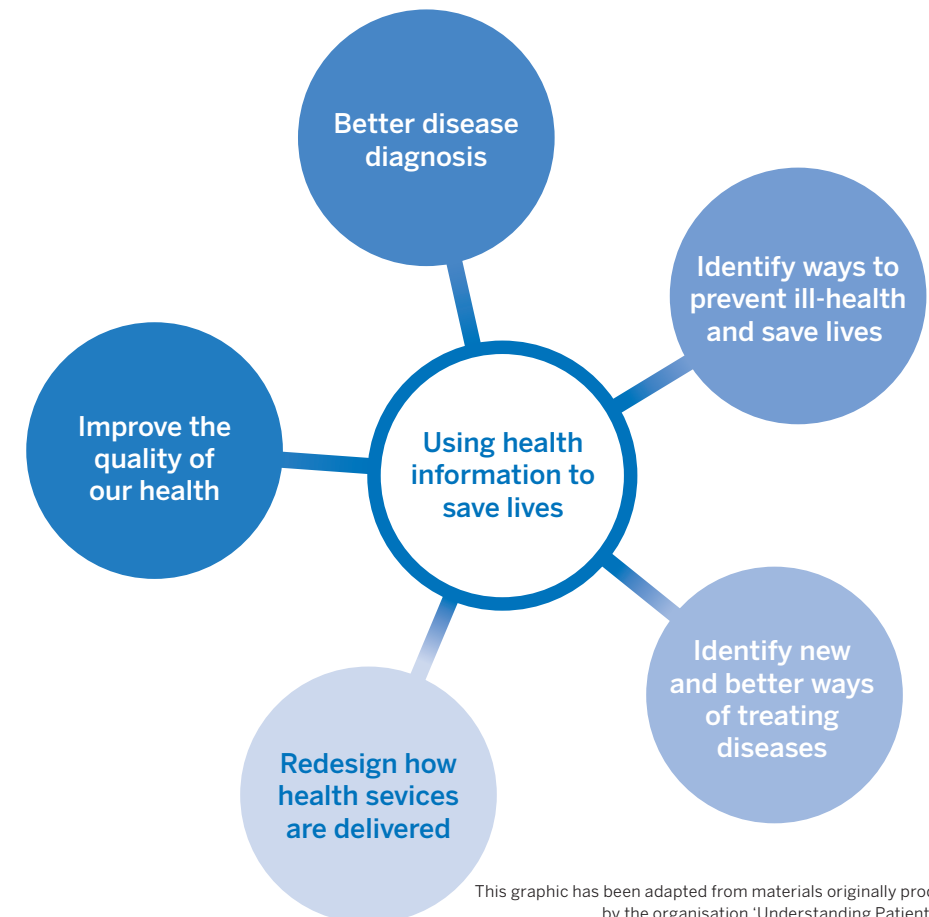 Better disease
diagnosis
Identify ways to
prevent ill-health
and save lives
Improve the
quality of
our health
Using health
information to
save lives
Identify new
and better ways
of treating
diseases
Redesign how
health sevices
are delivered
This graphic has been adapted from materials originally
by the organisation ‘Understanding Patient